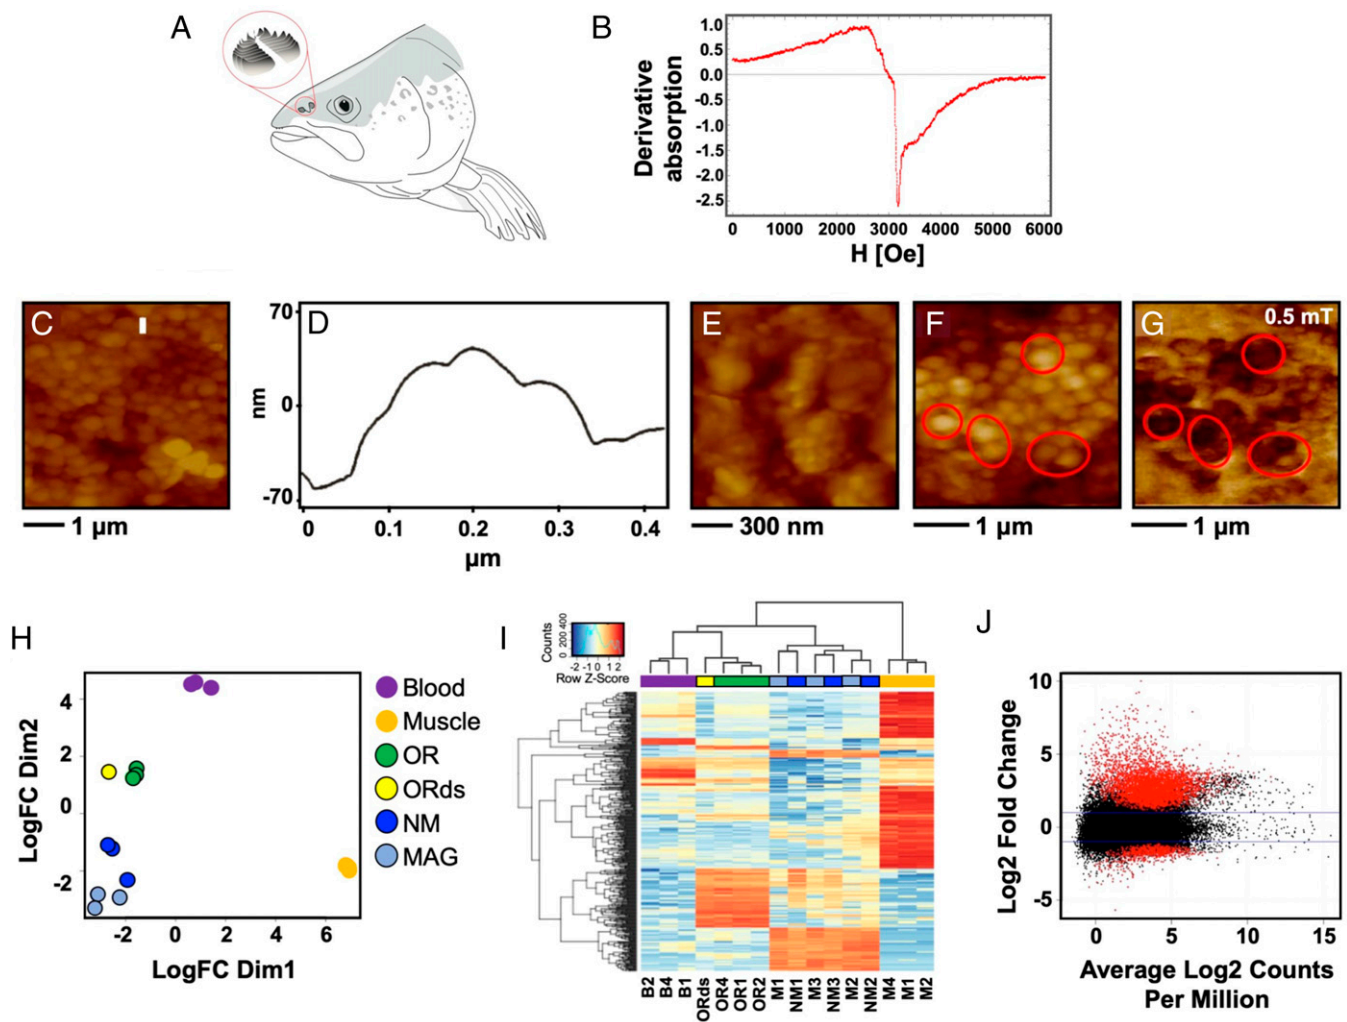 A
B
Derivative
absorption
1.0
0.5
0.0
-0.5
-1.0
-1.5
-2.0
-2.5
0 1000 2000 3000 4000 5000 6000
H [Oe]
C
1 µm
D
nm
70
0
-70
0 0.1 0.2 0.3 0.4
µm
E
300 nm
F
1 µm
G
0.5 mT
1 µm
H
LogFC Dim2
4
2
0
-2
-2 0 2 4 6
LogFC Dim1
Blood
Muscle
OR
ORds
NM
MAG
I
Counts
0 200 400
-2 -1 0 1 2
Row Z-Score
B2 B4 B1 ORds OR4 OR1 OR2 M1 NM1 M3 NM3 M2 NM2 M4 M1 M2
J
Log2 Fold Change
10
5
0
-5
0 5 10 15
Average Log2 Counts
Per Million